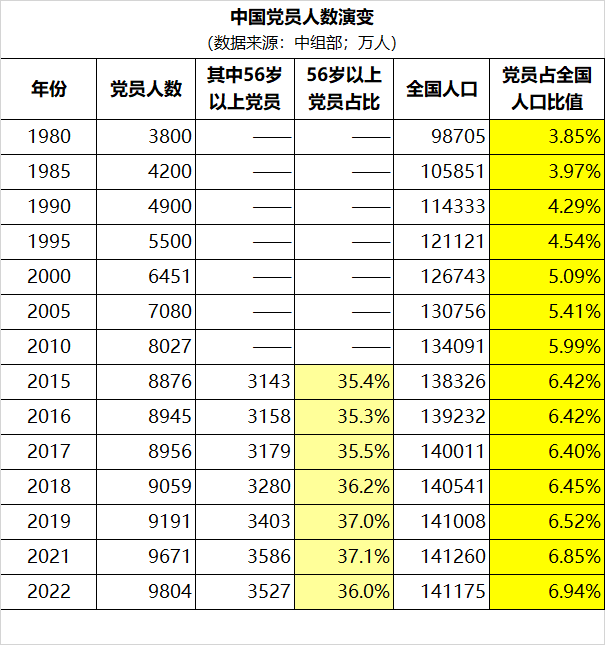 中国党员人数演变
（数据来源：中组部；万人）
年份 党员人数 其中56岁以上党员 56岁以上党员占比 全国人口 党员占全国人口比值
1980 3800 —— —— 98705 3.85%
1985 4200 —— —— 105851 3.97%
1990 4900 —— —— 114333 4.29%
1995 5500 —— —— 121121 4.54%
2000 6451 —— —— 126743 5.09%
2005 7080 —— —— 130756 5.41%
2010 8027 —— —— 134091 5.99%
2015 8876 3143 35.4% 138326 6.42%
2016 8945 3158 35.3% 139232 6.42%
2017 8956 3179 35.5% 140011 6.40%
2018 9059 3280 36.2% 140541 6.45%
2019 9191 3403 37.0% 141008 6.52%
2021 9671 3586 37.1% 141260 6.85%
2022 9804 3527 36.0% 141175 6.94%